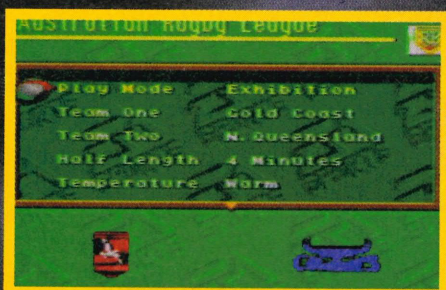 Australian Rugby League
Play Mode Exhibition
Team One Gold Coast
Team Two N. Queensland
Half Length 4 Minutes
Temperature Warm